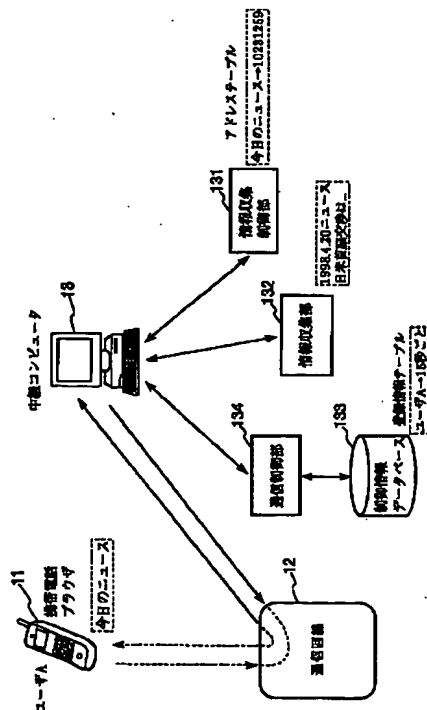 ユーザA
11
携帯電話
ブラウザ
今日のニュース
12
通信回線
中継コンピュータ
13
134
通信制御部
133
制御情報
データベース
登録情報テーブル
ユーザA→15秒ごと
132
情報収集部
1998.4.20ニュース
日米貿易交渉は…
131
情報収集
制御部
アドレステーブル
今日のニュース→10231259